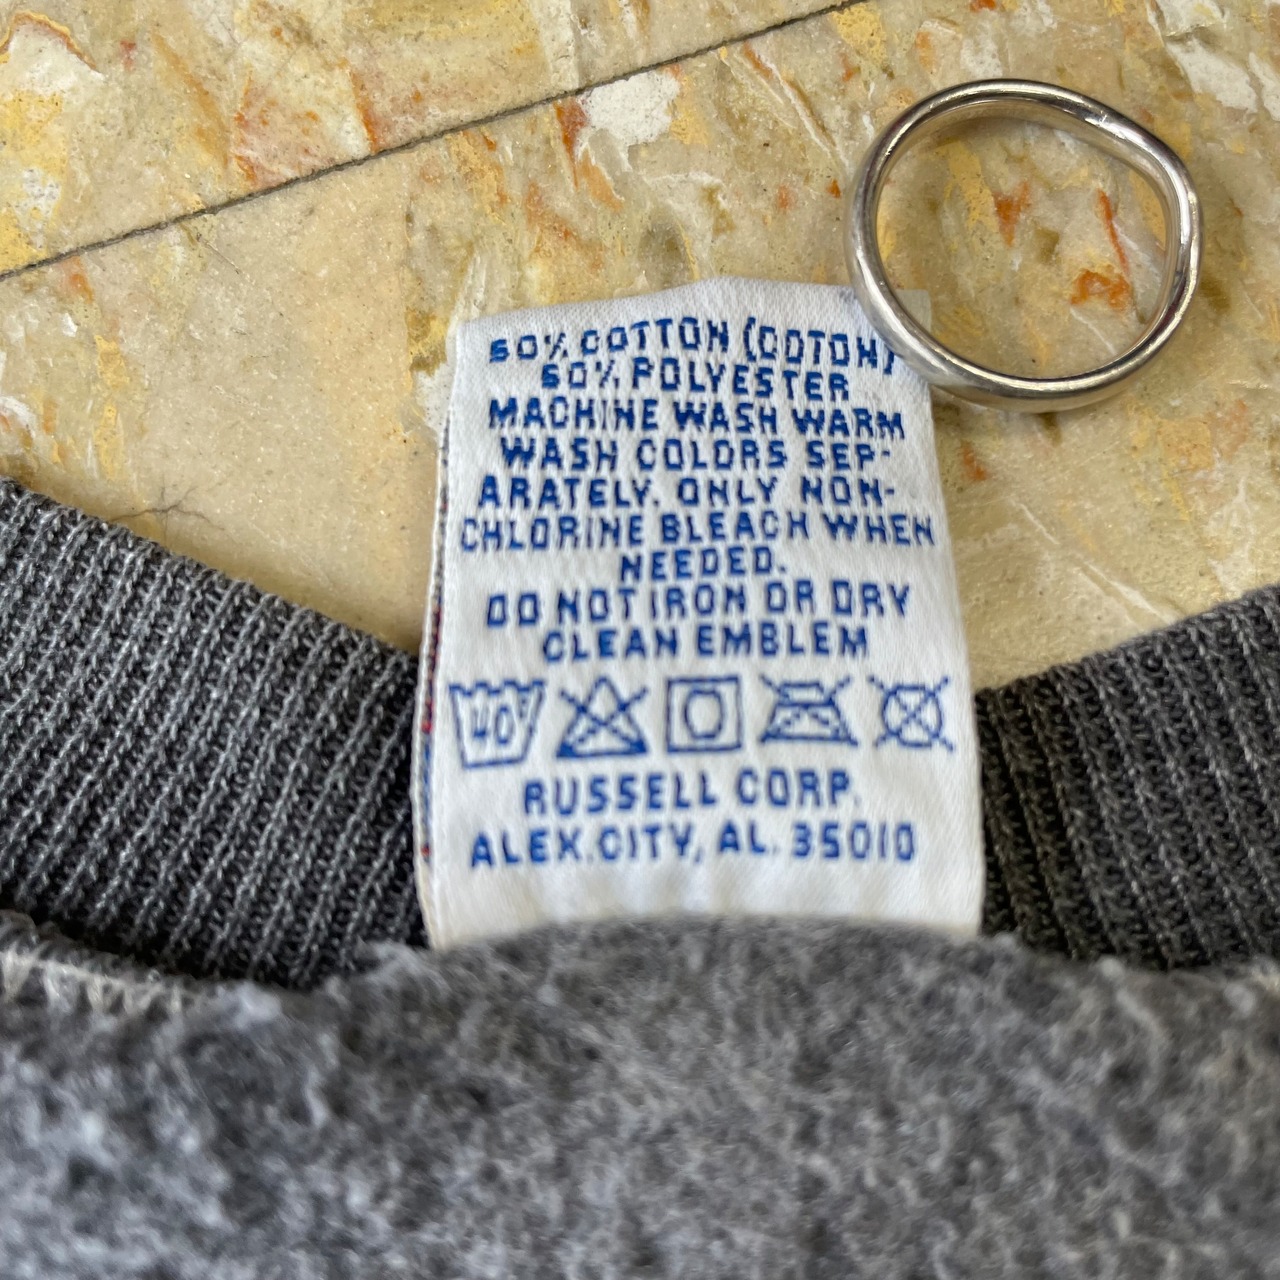 50% COTTON (COTON)
50% POLYESTER
MACHINE WASH WARM
WASH COLORS SEP-
ARATELY. ONLY NON-
CHLORINE BLEACH WHEN
NEEDED.
DO NOT IRON OR DRY
CLEAN EMBLEM
40°
RUSSELL CORP.
ALEX.CITY, AL. 35010